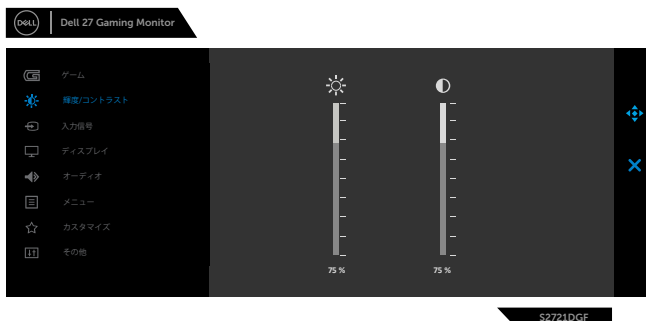 DELL
Dell 27 Gaming Monitor
ゲーム
輝度/コントラスト
入力信号
ディスプレイ
オーディオ
メニュー
カスタマイズ
その他
75 %
75 %
S2721DGF